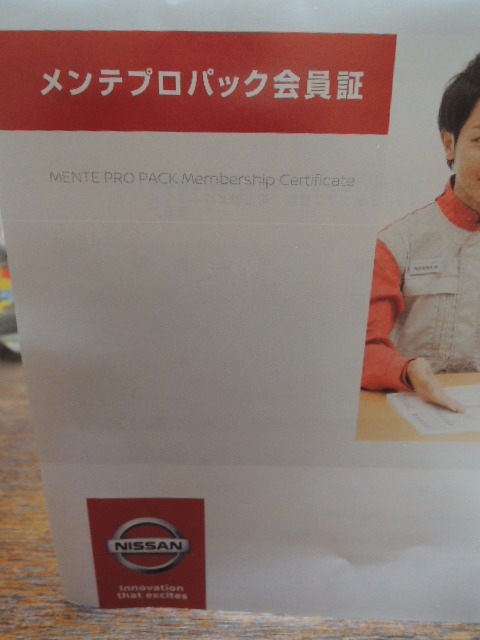 メンテプロパック会員証
MENTE PRO PACK Membership Certificate
NISSAN
Innovation
that excites